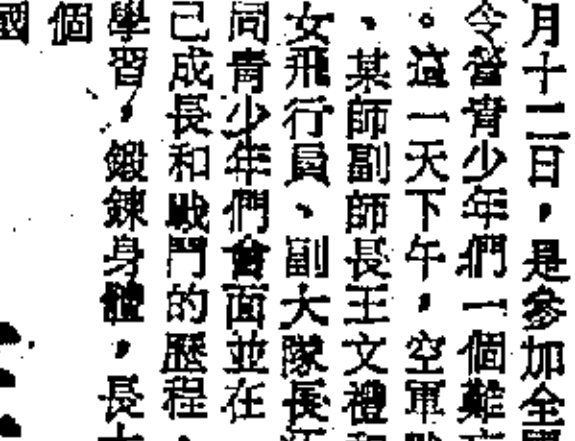 月十二日，是參加全國
令營青少年們一個難
。這一天下午，空軍
、某師副師長王文禮和
女飛行員、副大隊長
同青少年們會面並在
己成長和戰鬥的歷程，
學習，鍛鍊身體，長大
個
國